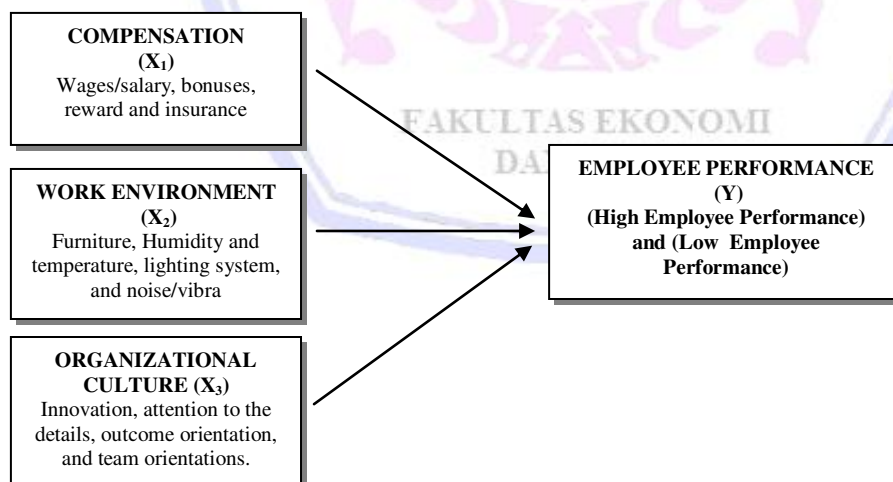 COMPENSATION
(X₁)
Wages/salary, bonuses,
reward and insurance
WORK ENVIRONMENT
(X₂)
Furniture, Humidity and
temperature, lighting system,
and noise/vibra
ORGANIZATIONAL
CULTURE (X₃)
Innovation, attention to the
details, outcome orientation,
and team orientations.
FAKULTAS EKONOMI
EMPLOYEE PERFORMANCE
(Y)
(High Employee Performance)
and (Low Employee
Performance)